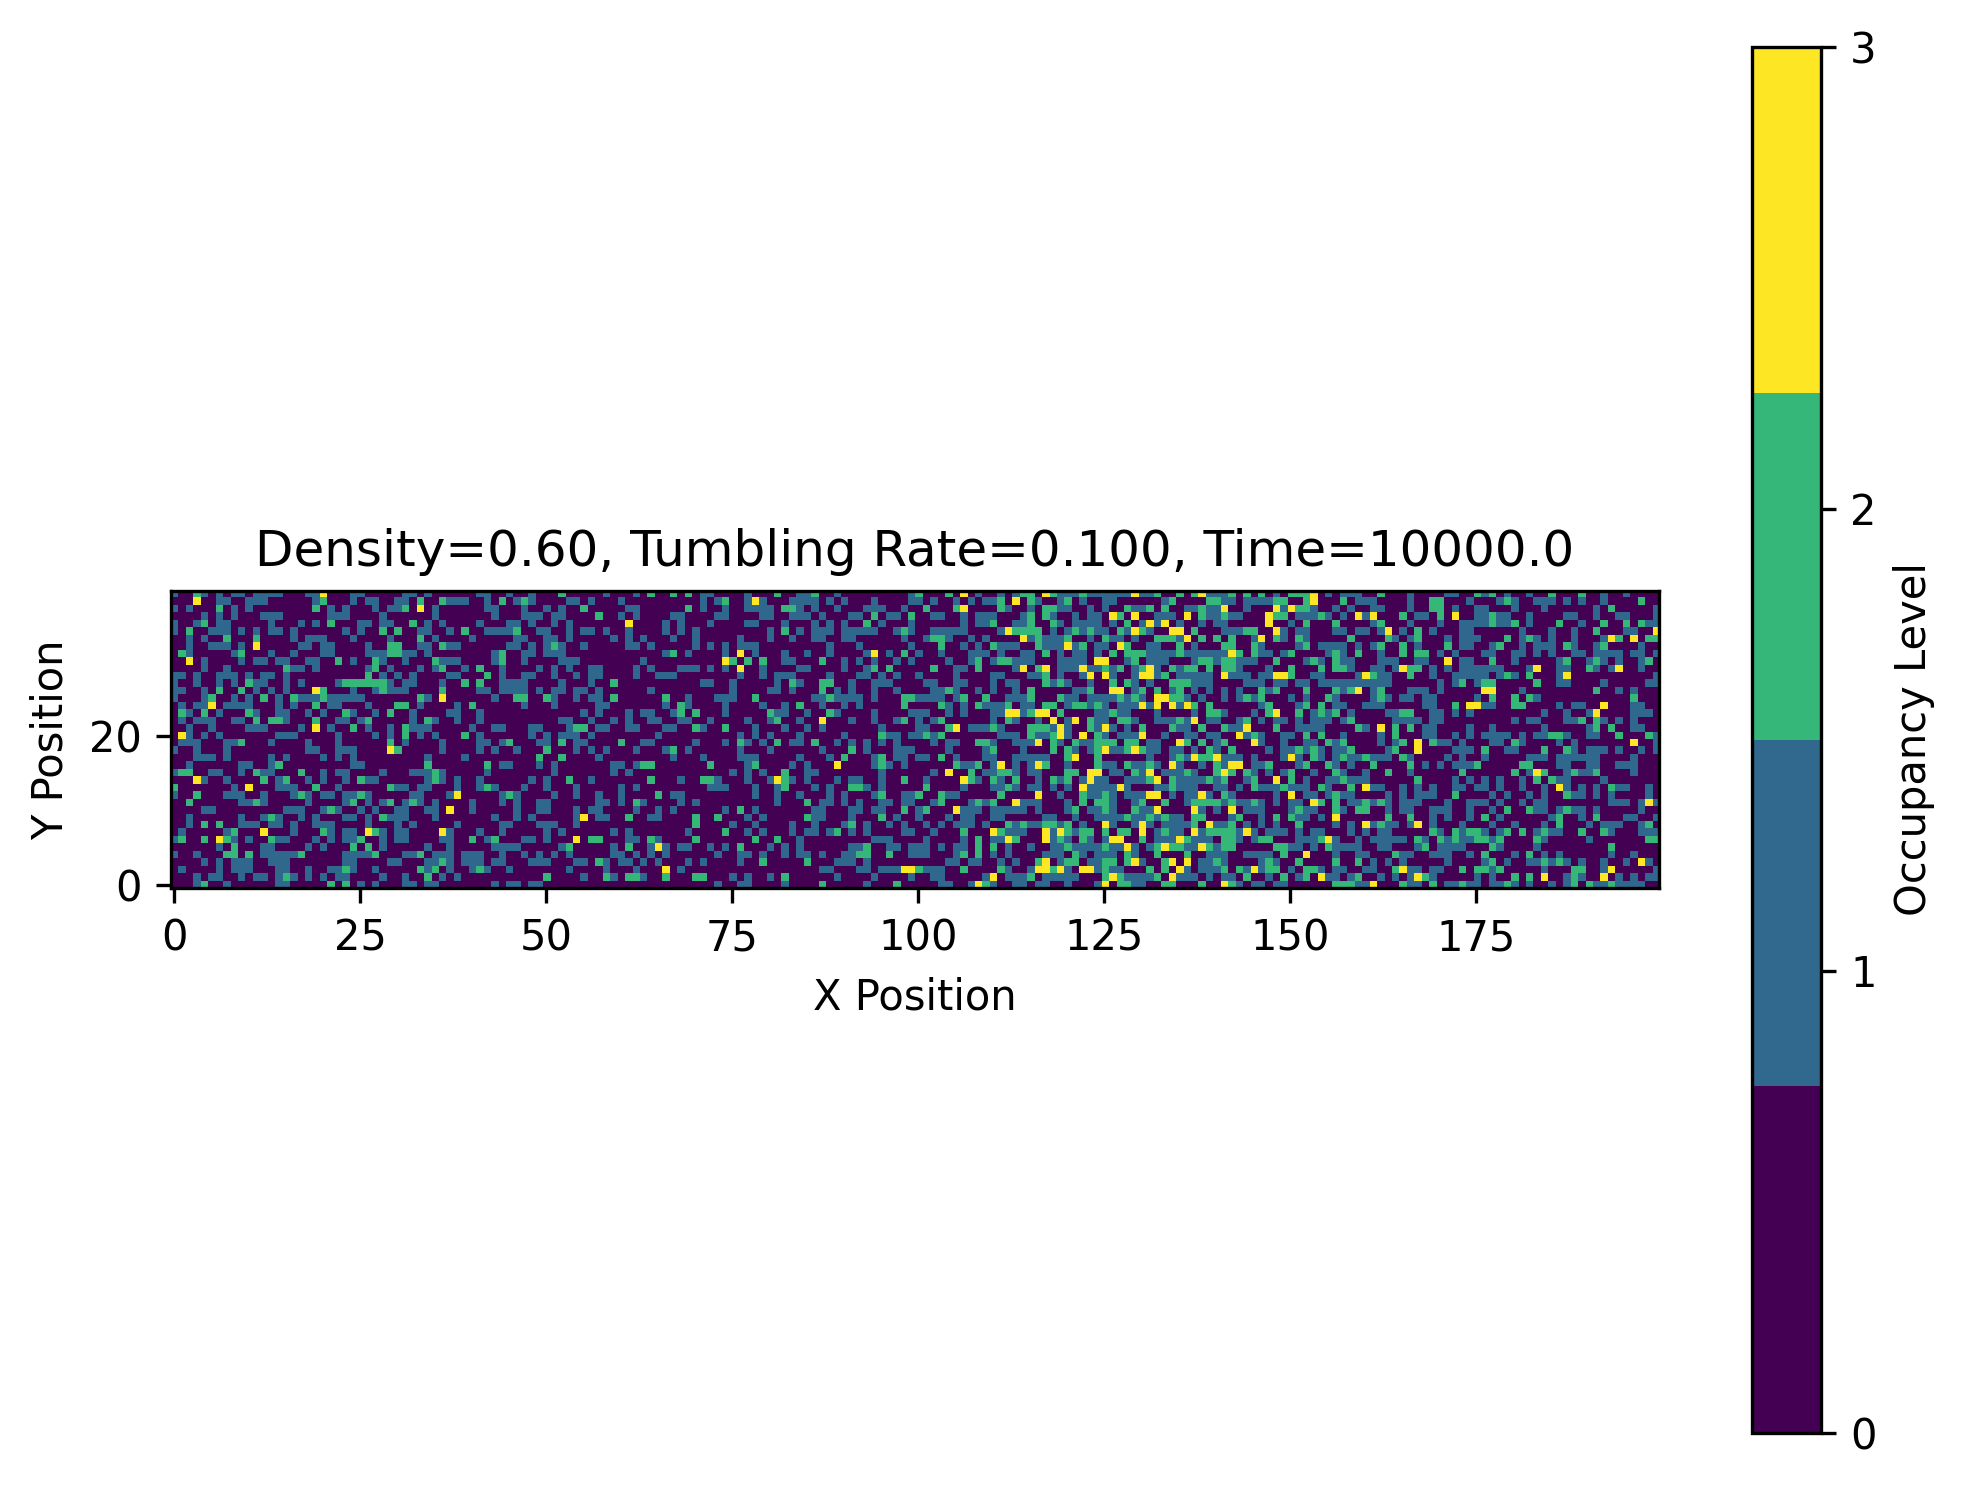 Density=0.60, Tumbling Rate=0.100, Time=10000.0
Y Position
20
0
0 25 50 75 100 125 150 175
X Position
3
2
1
0
Occupancy Level